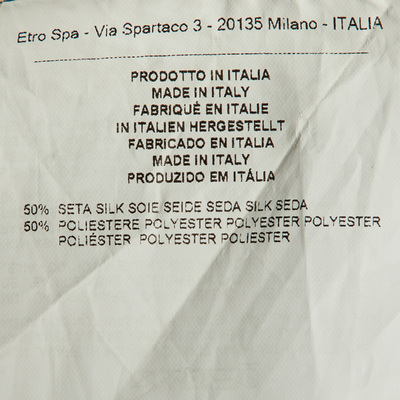 Etro Spa - Via Spartaco 3 - 20135 Milano - ITALIA
PRODOTTO IN ITALIA
MADE IN ITALY
FABRIQUÉ EN ITALIE
IN ITALIEN HERGESTELLT
FABRICADO EN ITALIA
MADE IN ITALY
PRODUZIDO EM ITÁLIA
50% SETA SILK SOIE SEIDE SEDA SILK SEDA
50% POLIESTERE POLYESTER POLYESTER POLYESTER
POLIÉSTER POLYESTER POLIESTER